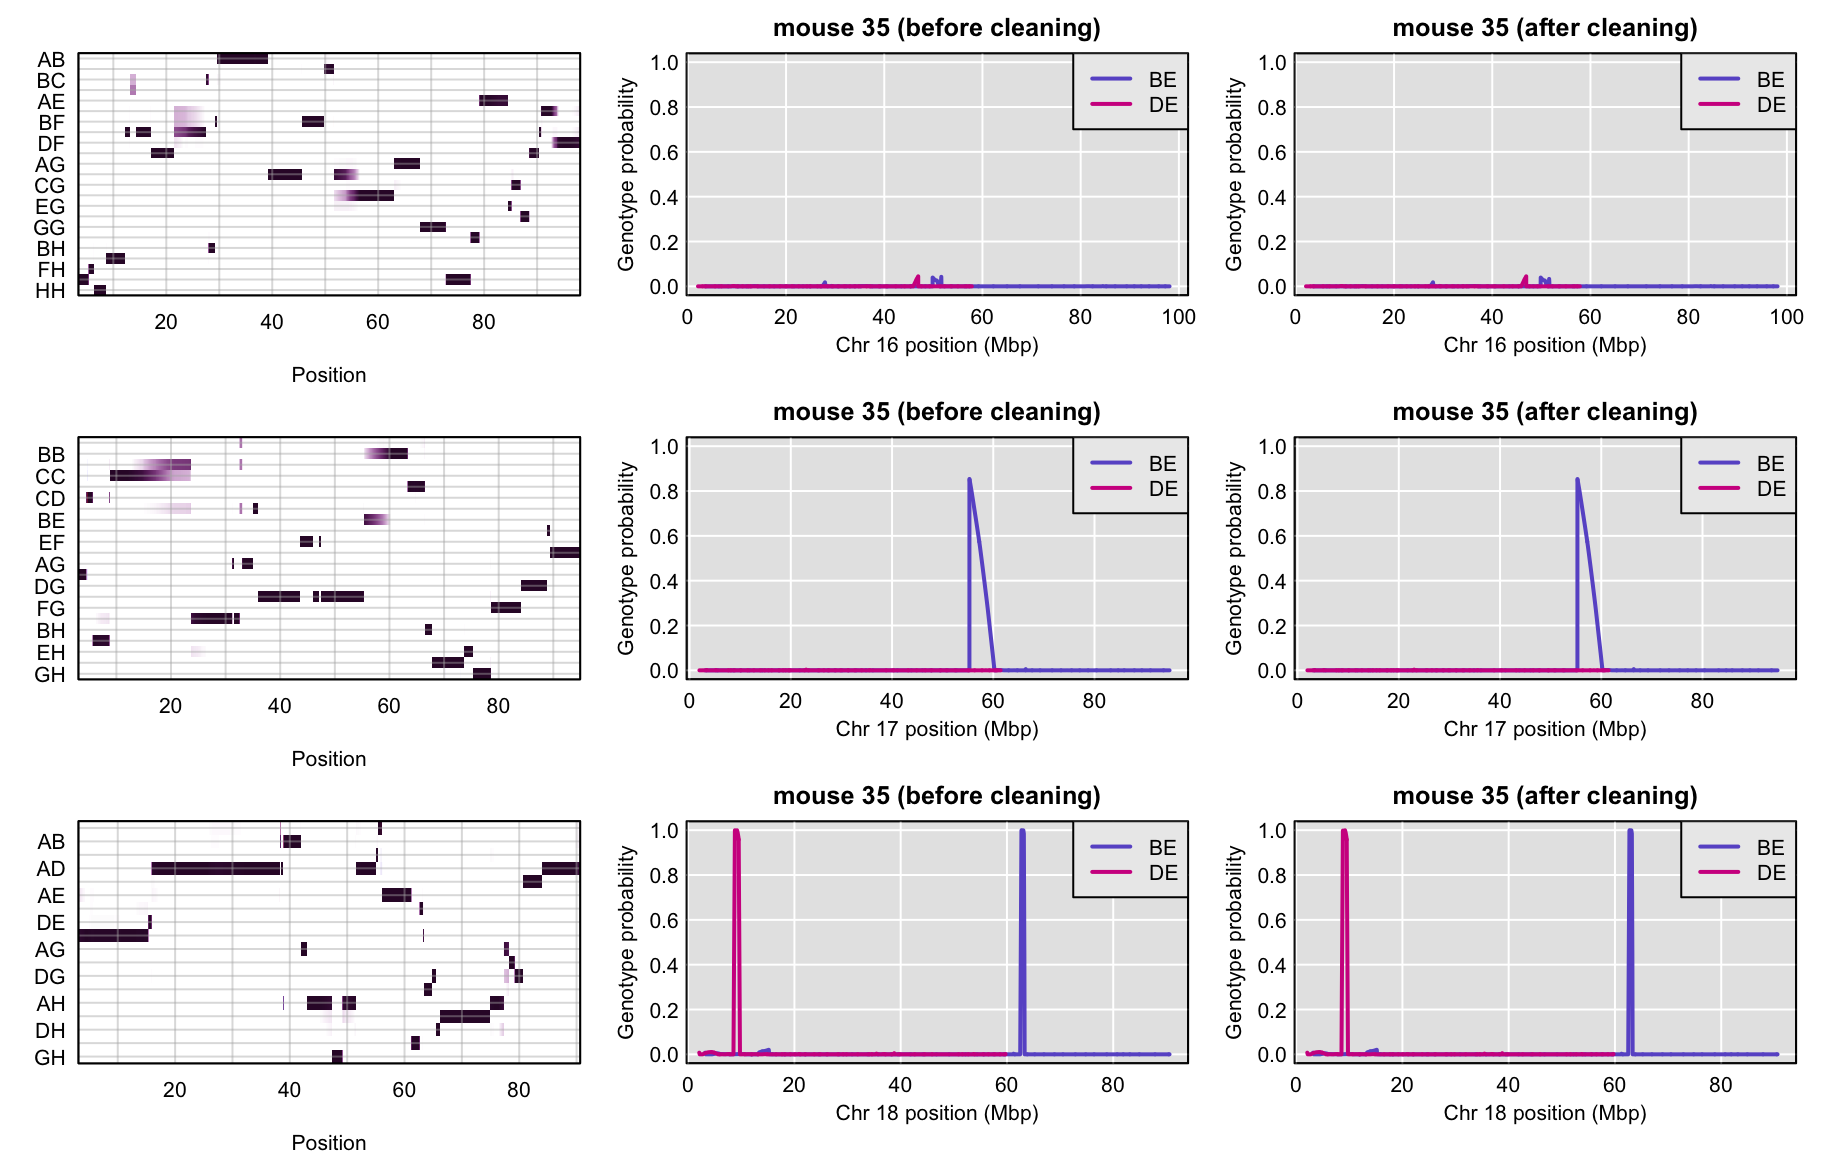 mouse 35 (before cleaning)
mouse 35 (after cleaning)
AB
BC
AE
BF
DF
AG
CG
EG
GG
BH
FH
HH
20 40 60 80
Position
Genotype probability
1.0
0.8
0.6
0.4
0.2
0.0
BE
DE
0 20 40 60 80 100
Chr 16 position (Mbp)
Genotype probability
1.0
0.8
0.6
0.4
0.2
0.0
BE
DE
0 20 40 60 80 100
Chr 16 position (Mbp)
mouse 35 (before cleaning)
mouse 35 (after cleaning)
BB
CC
CD
BE
EF
AG
DG
FG
BH
EH
GH
20 40 60 80
Position
Genotype probability
1.0
0.8
0.6
0.4
0.2
0.0
BE
DE
0 20 40 60 80
Chr 17 position (Mbp)
Genotype probability
1.0
0.8
0.6
0.4
0.2
0.0
BE
DE
0 20 40 60 80
Chr 17 position (Mbp)
mouse 35 (before cleaning)
mouse 35 (after cleaning)
AB
AD
AE
DE
AG
DG
AH
DH
GH
20 40 60 80
Position
Genotype probability
1.0
0.8
0.6
0.4
0.2
0.0
BE
DE
0 20 40 60 80
Chr 18 position (Mbp)
Genotype probability
1.0
0.8
0.6
0.4
0.2
0.0
BE
DE
0 20 40 60 80
Chr 18 position (Mbp)